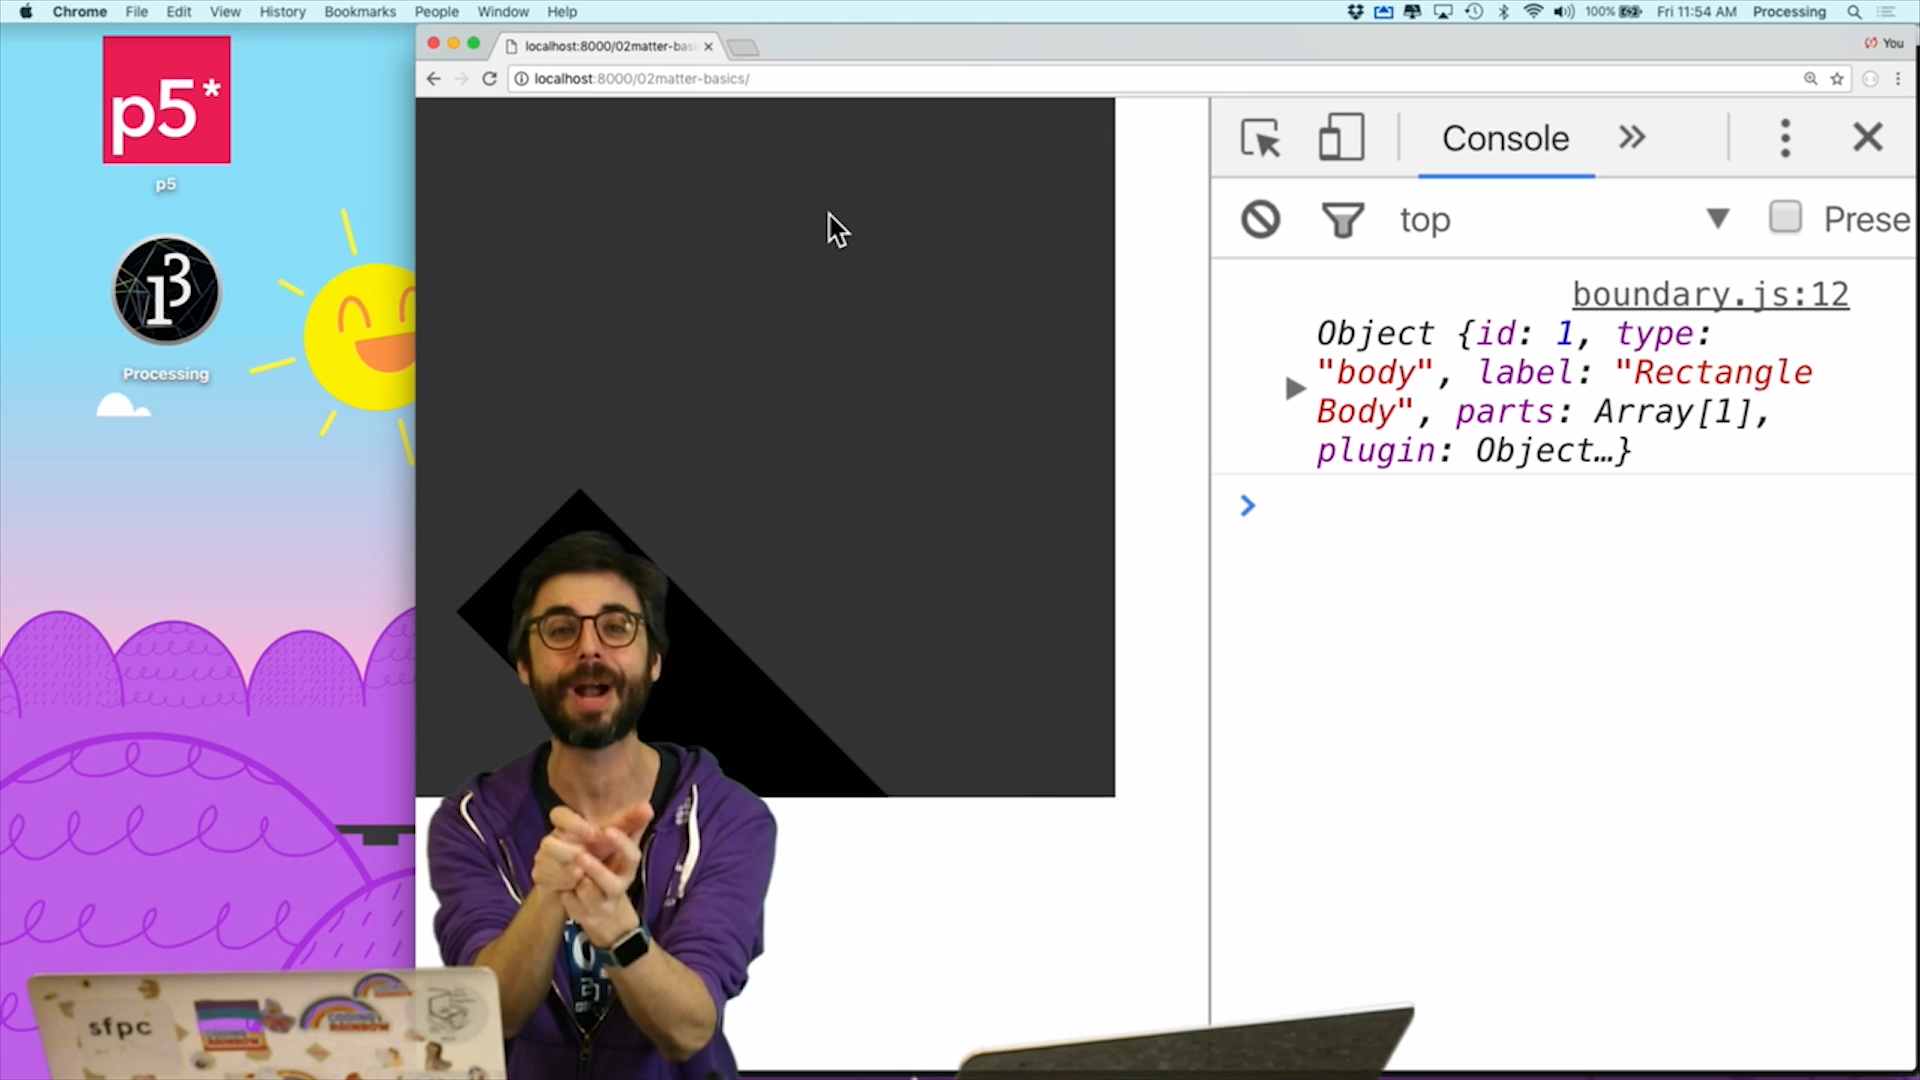 Chrome File Edit View History Bookmarks People Window Help
100% Fri 11:54 AM Processing
p5*
p5
Processing
localhost:8000/02matter-bas
You
localhost:8000/02matter-basics/
Console
top
Prese
boundary.js:12
Object {id: 1, type:
"body", label: "Rectangle
Body", parts: Array[1],
plugin: Object…}
sfpc
CODING
RAINBOW